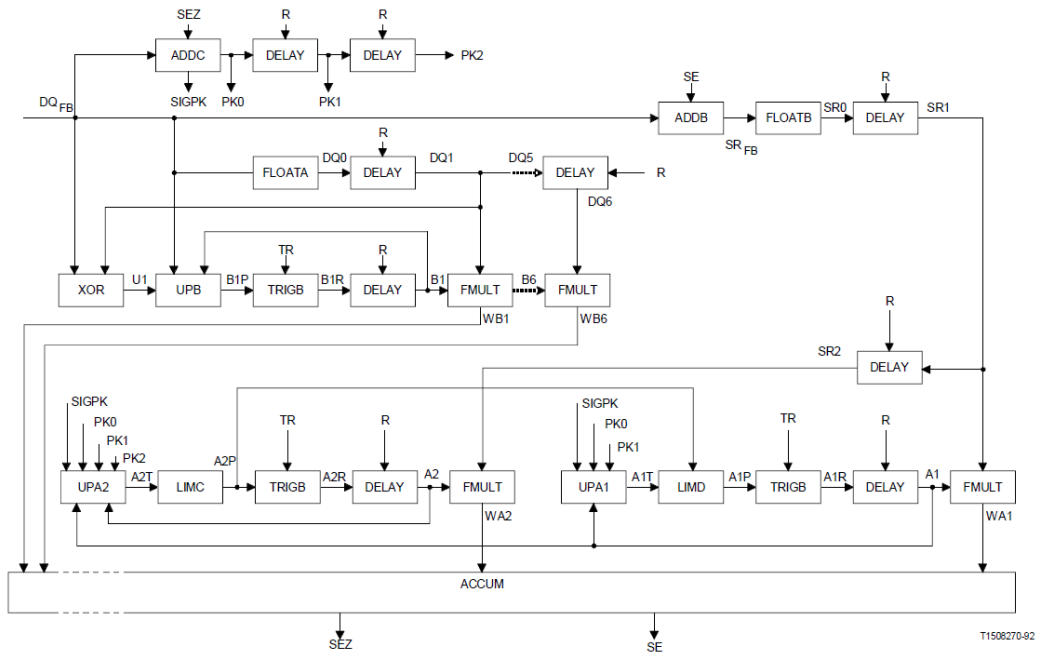 SEZ R R
ADDC DELAY DELAY PK2
SIGPK PK0 PK1
DQ FB
SE R
ADDB FLOATB SR0 DELAY SR1
SR FB
R
FLOATA DQ0 DELAY DQ1 DQ5 DELAY R
DQ6
TR R
XOR U1 UPB B1P TRIGB B1R DELAY B1 FMULT B6 FMULT
WB1 WB6
R
SR2 DELAY
SIGPK PK0 PK1 PK2 TR R
UPA2 A2T LIMC A2P TRIGB A2R DELAY A2 FMULT
WA2
SIGPK PK0 PK1 TR R
UPA1 A1T LIMD A1P TRIGB A1R DELAY A1 FMULT
WA1
ACCUM
SEZ SE
T1508270-92